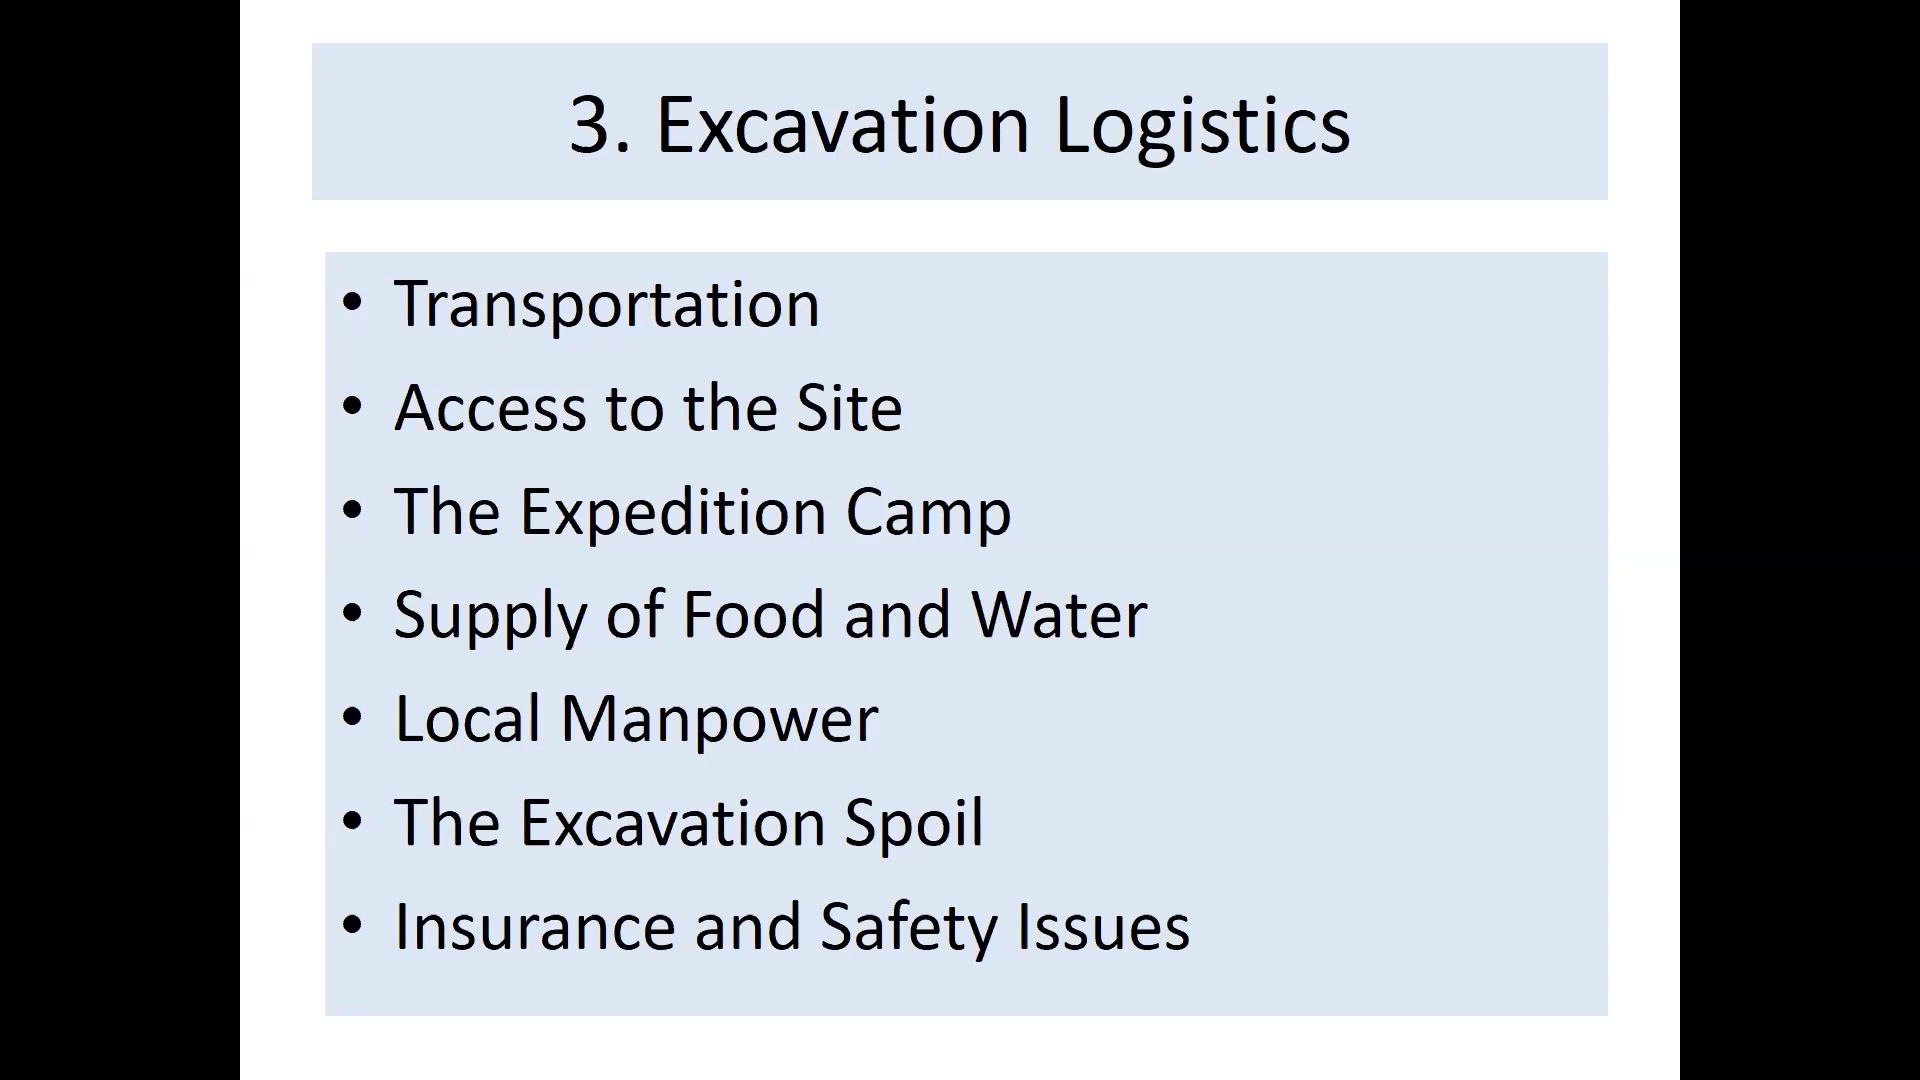 3. Excavation Logistics
• Transportation
• Access to the Site
• The Expedition Camp
• Supply of Food and Water
• Local Manpower
• The Excavation Spoil
• Insurance and Safety Issues